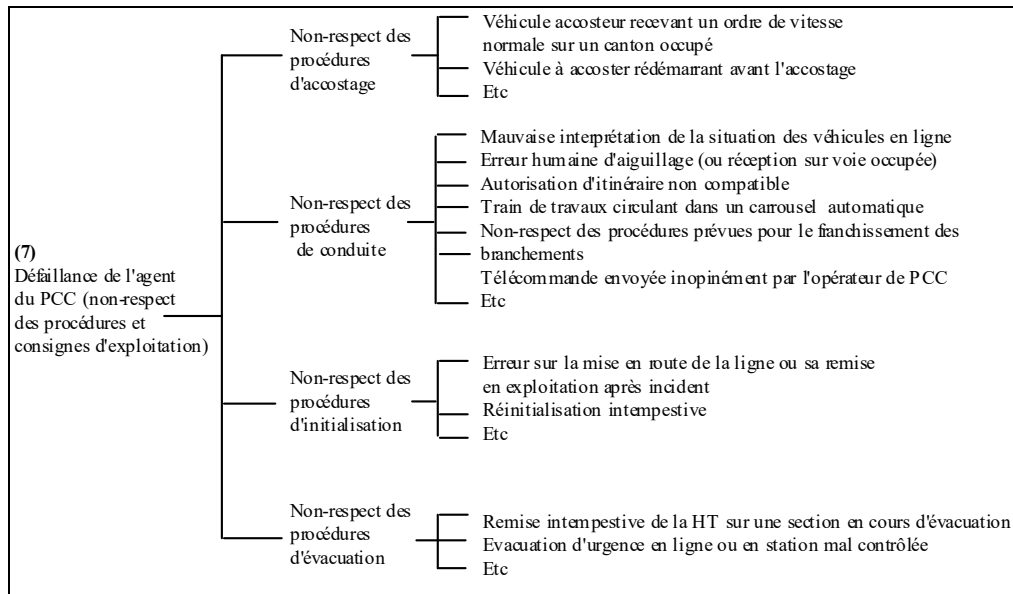 (7)
Défaillance de l'agent
du PCC (non-respect
des procédures et
consignes d'exploitation)
Non-respect des
procédures
d'accostage
Véhicule accosteur recevant un ordre de vitesse
normale sur un canton occupé
Véhicule à accoster rédémarrant avant l'accostage
Etc
Non-respect des
procédures
de conduite
Mauvaise interprétation de la situation des véhicules en ligne
Erreur humaine d'aiguillage (ou réception sur voie occupée)
Autorisation d'itinéraire non compatible
Train de travaux circulant dans un carrousel automatique
Non-respect des procédures prévues pour le franchissement des
branchements
Télécommande envoyée inopinément par l'opérateur de PCC
Etc
Non-respect des
procédures
d'initialisation
Erreur sur la mise en route de la ligne ou sa remise
en exploitation après incident
Réinitialisation intempestive
Etc
Non-respect des
procédures
d'évacuation
Remise intempestive de la HT sur une section en cours d'évacuation
Evacuation d'urgence en ligne ou en station mal contrôlée
Etc